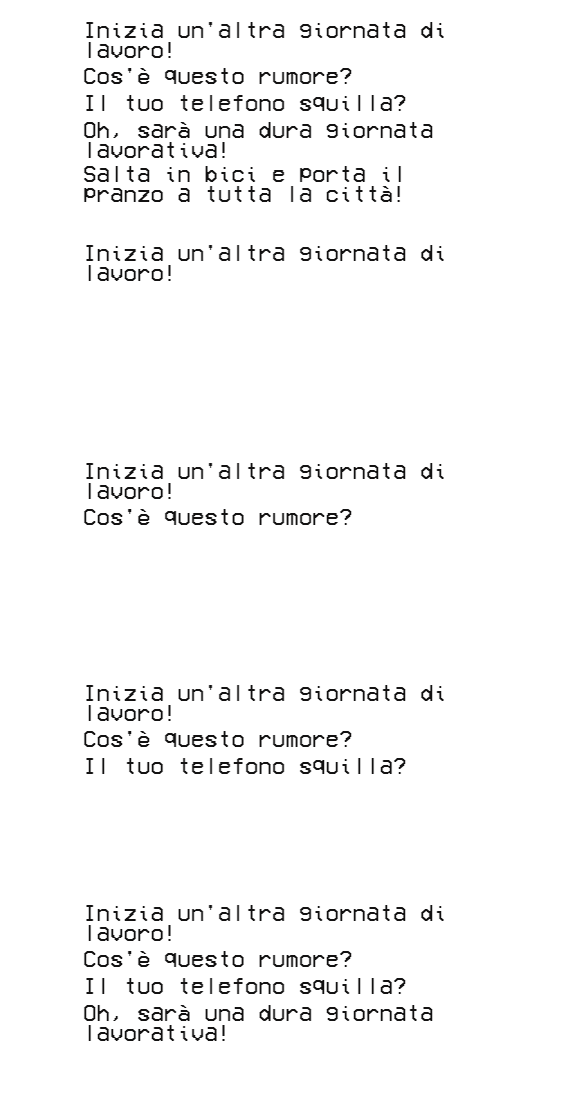 Inizia un'altra giornata di
lavoro!
Cos'è questo rumore?
Il tuo telefono squilla?
Oh, sarà una dura giornata
lavorativa!
Salta in bici e porta il
pranzo a tutta la città!
Inizia un'altra giornata di
lavoro!
Inizia un'altra giornata di
lavoro!
Cos'è questo rumore?
Inizia un'altra giornata di
lavoro!
Cos'è questo rumore?
Il tuo telefono squilla?
Inizia un'altra giornata di
lavoro!
Cos'è questo rumore?
Il tuo telefono squilla?
Oh, sarà una dura giornata
lavorativa!